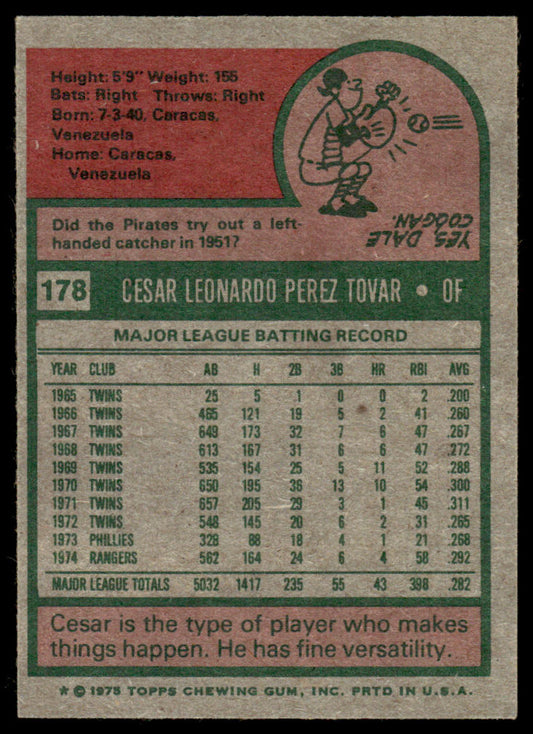 Height: 5'9" Weight: 155
Bats: Right Throws: Right
Born: 7-3-40, Caracas,
Venezuela
Home: Caracas,
Venezuela
Did the Pirates try out a left-
handed catcher in 1951?
YES, DALE
COOGAN.
178 CESAR LEONARDO PEREZ TOVAR • OF
MAJOR LEAGUE BATTING RECORD
YEAR CLUB AB H 2B 3B HR RBI AVG
1965 TWINS 25 5 1 0 0 2 .200
1966 TWINS 465 121 19 5 2 41 .260
1967 TWINS 649 173 32 7 6 47 .267
1968 TWINS 613 167 31 6 6 47 .272
1969 TWINS 535 154 25 5 11 52 .288
1970 TWINS 650 195 36 13 10 54 .300
1971 TWINS 657 205 29 3 1 45 .311
1972 TWINS 548 145 20 6 2 31 .265
1973 PHILLIES 328 88 18 4 1 21 .268
1974 RANGERS 562 164 24 6 4 58 .292
MAJOR LEAGUE TOTALS 5032 1417 235 55 43 398 .282
Cesar is the type of player who makes
things happen. He has fine versatility.
★ © 1975 TOPPS CHEWING GUM, INC. PRTD IN U.S.A.